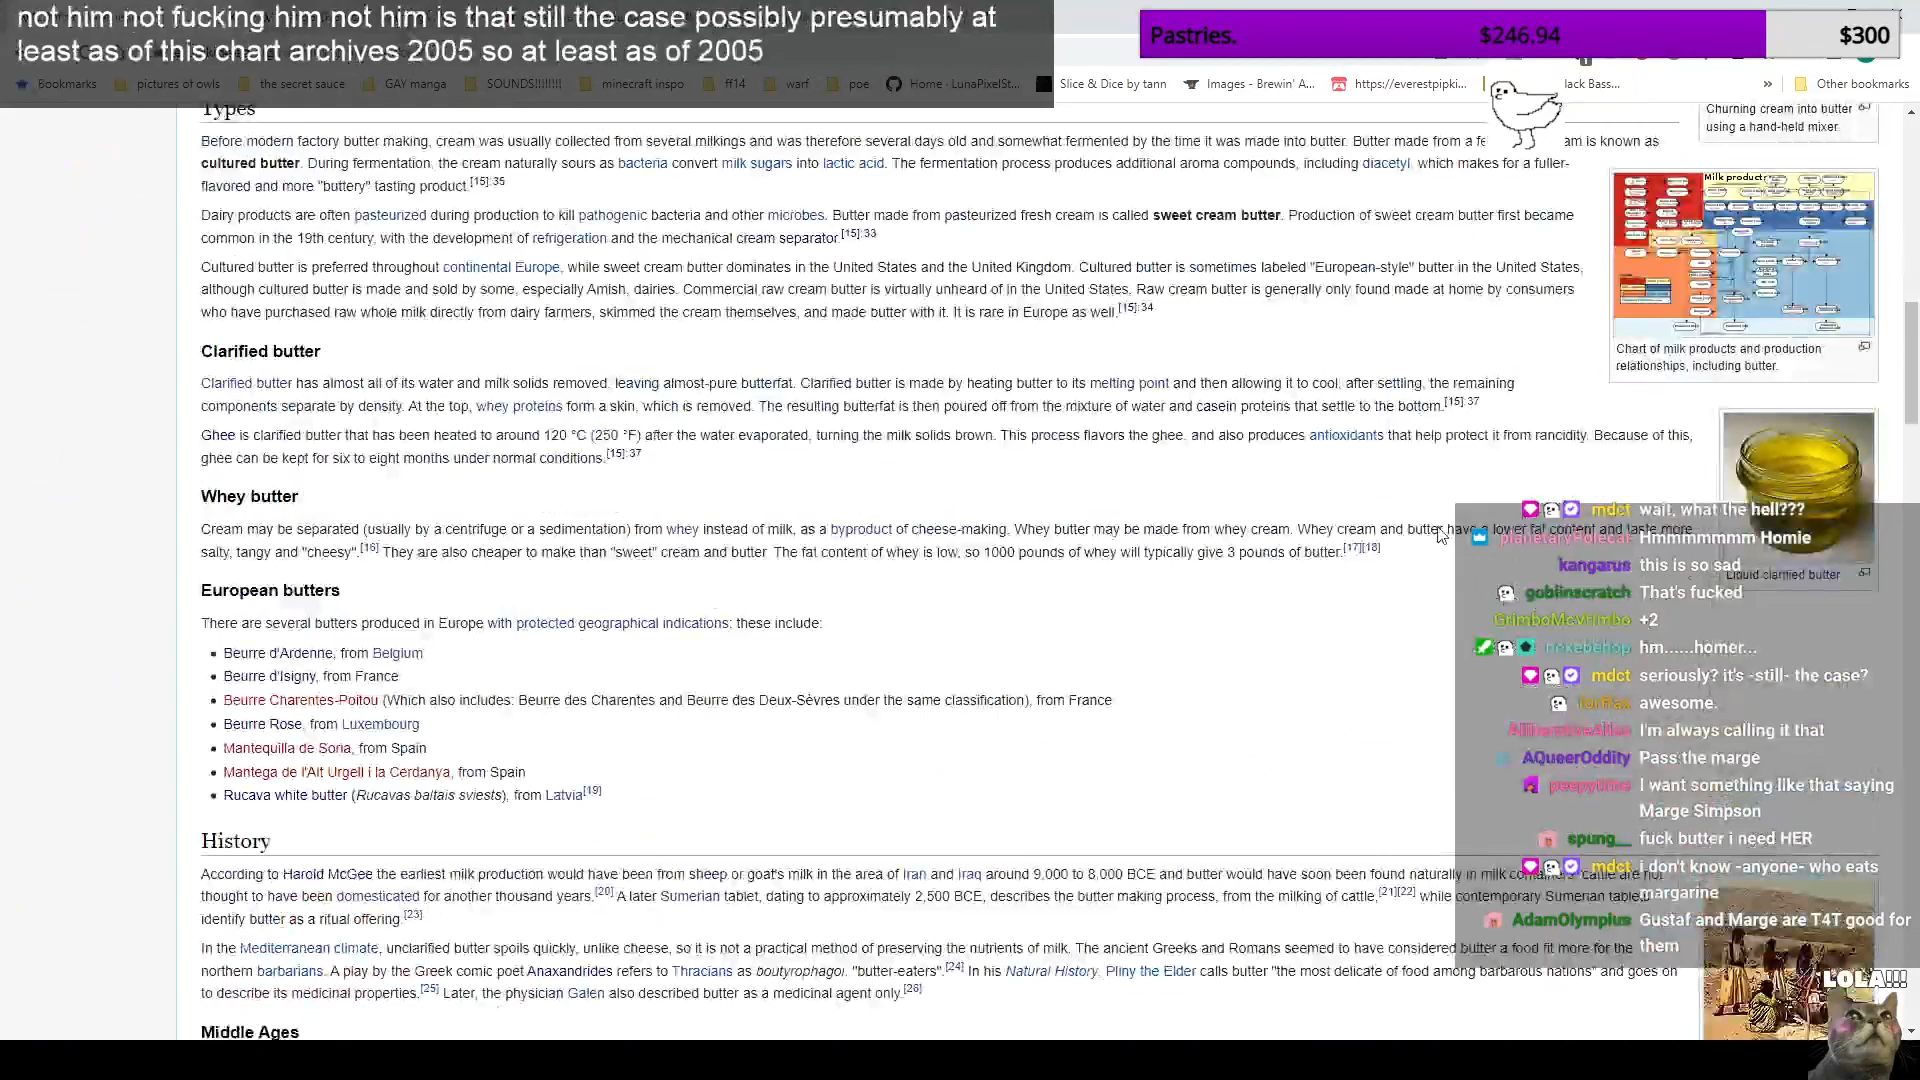 not him not fucking him not him is that still the case possibly presumably at
least as of this chart archives 2005 so at least as of 2005
Pastries. $246.94 $300
Bookmarks pictures of owls the secret sauce GAY manga SOUNDS!!!!!!!! minecraft inspo ff14 warf poe Home · LunaPixelSt... Slice & Dice by tann Images - Brewin' A... https://everestpipki... lack Bass... » Other bookmarks
Types
Churning cream into butter
using a hand-held mixer.
Before modern factory butter making, cream was usually collected from several milkings and was therefore several days old and somewhat fermented by the time it was made into butter. Butter made from a fe am is known as
cultured butter. During fermentation, the cream naturally sours as bacteria convert milk sugars into lactic acid. The fermentation process produces additional aroma compounds, including diacetyl, which makes for a fuller-
flavored and more "buttery" tasting product.[15]:35
Dairy products are often pasteurized during production to kill pathogenic bacteria and other microbes. Butter made from pasteurized fresh cream is called sweet cream butter. Production of sweet cream butter first became
common in the 19th century, with the development of refrigeration and the mechanical cream separator.[15]:33
Cultured butter is preferred throughout continental Europe, while sweet cream butter dominates in the United States and the United Kingdom. Cultured butter is sometimes labeled "European-style" butter in the United States,
although cultured butter is made and sold by some, especially Amish, dairies. Commercial raw cream butter is virtually unheard of in the United States. Raw cream butter is generally only found made at home by consumers
who have purchased raw whole milk directly from dairy farmers, skimmed the cream themselves, and made butter with it. It is rare in Europe as well.[15]:34
Milk products
Chart of milk products and production
relationships, including butter.
Clarified butter
Clarified butter has almost all of its water and milk solids removed, leaving almost-pure butterfat. Clarified butter is made by heating butter to its melting point and then allowing it to cool; after settling, the remaining
components separate by density. At the top, whey proteins form a skin, which is removed. The resulting butterfat is then poured off from the mixture of water and casein proteins that settle to the bottom.[15]:37
Ghee is clarified butter that has been heated to around 120 °C (250 °F) after the water evaporated, turning the milk solids brown. This process flavors the ghee, and also produces antioxidants that help protect it from rancidity. Because of this,
ghee can be kept for six to eight months under normal conditions.[15]:37
Liquid clarified butter
Whey butter
Cream may be separated (usually by a centrifuge or a sedimentation) from whey instead of milk, as a byproduct of cheese-making. Whey butter may be made from whey cream. Whey cream and butter have a lower fat content and taste more
salty, tangy and "cheesy".[16] They are also cheaper to make than "sweet" cream and butter. The fat content of whey is low, so 1000 pounds of whey will typically give 3 pounds of butter.[17][18]
European butters
There are several butters produced in Europe with protected geographical indications; these include:
Beurre d'Ardenne, from Belgium
Beurre d'Isigny, from France
Beurre Charentes-Poitou (Which also includes: Beurre des Charentes and Beurre des Deux-Sèvres under the same classification), from France
Beurre Rose, from Luxembourg
Mantequilla de Soria, from Spain
Mantega de l'Alt Urgell i la Cerdanya, from Spain
Rucava white butter (Rucavas baltais sviests), from Latvia[19]
History
According to Harold McGee the earliest milk production would have been from sheep or goat's milk in the area of Iran and Iraq around 9,000 to 8,000 BCE and butter would have soon been found naturally in milk containers; cattle are not
thought to have been domesticated for another thousand years.[20] A later Sumerian tablet, dating to approximately 2,500 BCE, describes the butter making process, from the milking of cattle,[21][22] while contemporary Sumerian tablets
identify butter as a ritual offering.[23]
In the Mediterranean climate, unclarified butter spoils quickly, unlike cheese, so it is not a practical method of preserving the nutrients of milk. The ancient Greeks and Romans seemed to have considered butter a food fit more for the
northern barbarians. A play by the Greek comic poet Anaxandrides refers to Thracians as boutyrophagoi, "butter-eaters".[24] In his Natural History, Pliny the Elder calls butter "the most delicate of food among barbarous nations" and goes on
to describe its medicinal properties.[25] Later, the physician Galen also described butter as a medicinal agent only.[26]
Middle Ages
mdct wait, what the hell???
planetaryPolecat Hmmmmmmm Homie
kangarus this is so sad
goblinscratch That's fucked
GrimboMcVrimbo +2
hm......homer...
mdct seriously? it's -still- the case?
awesome.
I'm always calling it that
AQueerOddity Pass the marge
I want something like that saying
Marge Simpson
spung__ fuck butter i need HER
mdct i don't know -anyone- who eats
margarine
AdamOlympius Gustaf and Marge are T4T good for
them
LOLA!!!